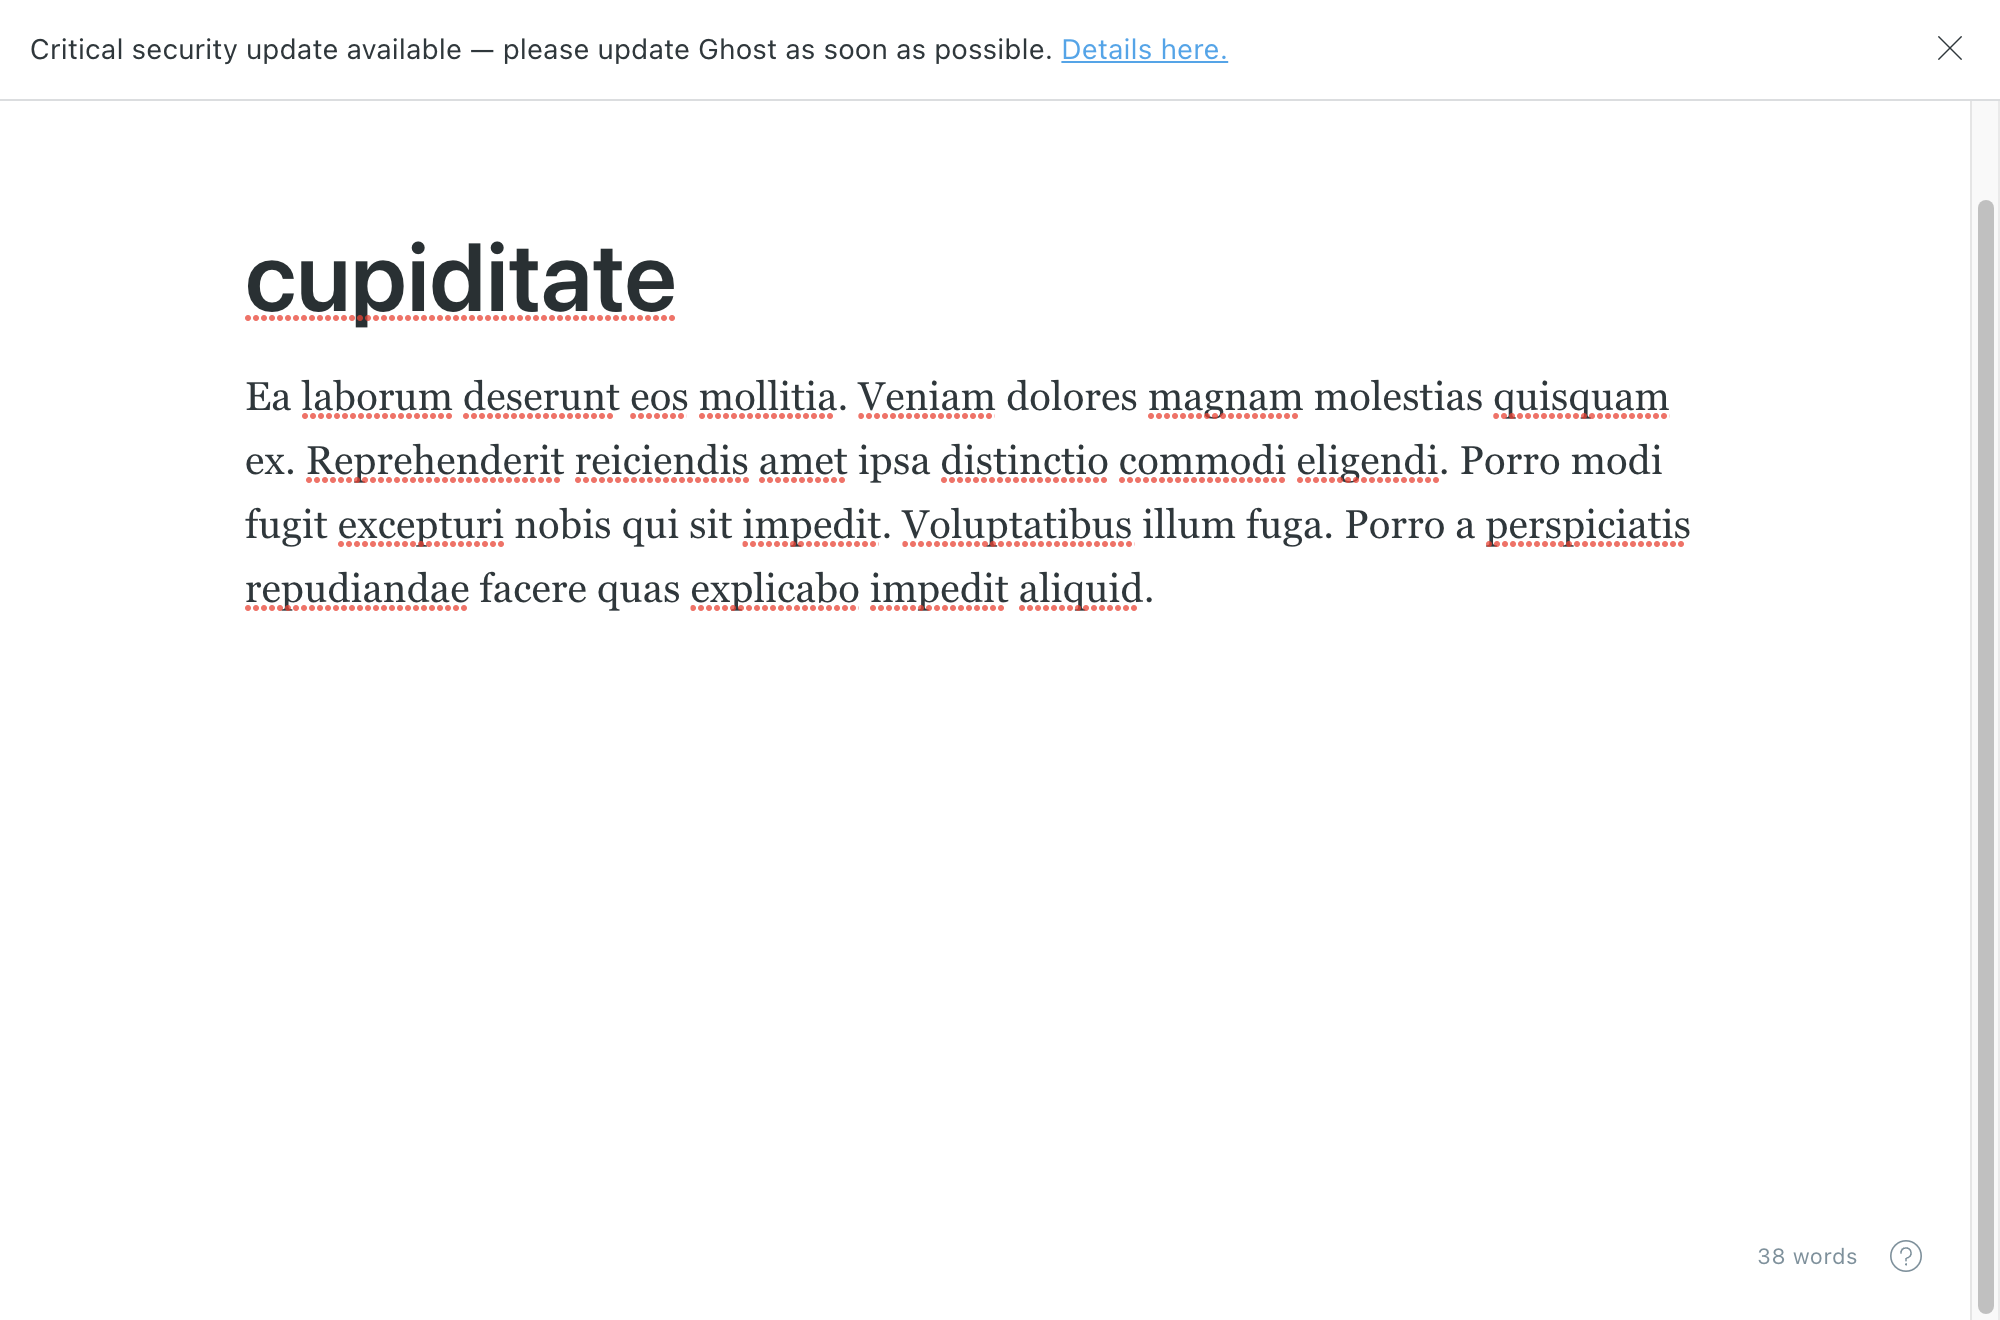 Critical security update available — please update Ghost as soon as possible. Details here.
cupiditate
Ea laborum deserunt eos mollitia. Veniam dolores magnam molestias quisquam
ex. Reprehenderit reiciendis amet ipsa distinctio commodi eligendi. Porro modi
fugit excepturi nobis qui sit impedit. Voluptatibus illum fuga. Porro a perspiciatis
repudiandae facere quas explicabo impedit aliquid.
38 words ?